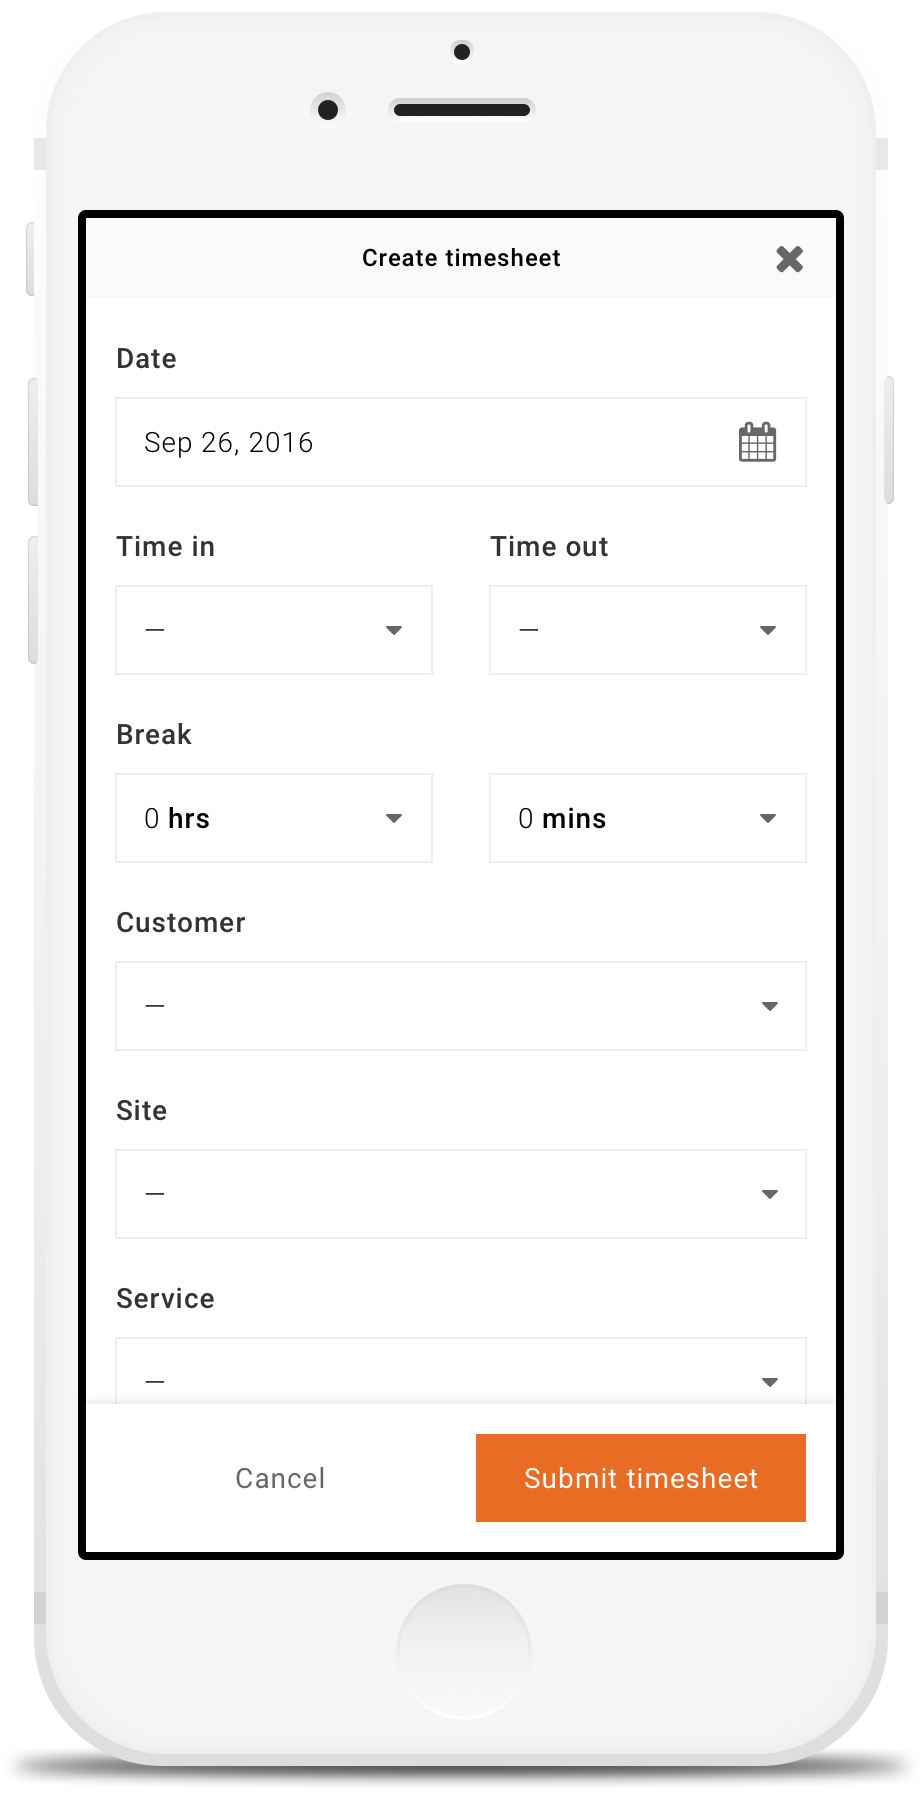 Create timesheet
Date
Sep 26, 2016
Time in Time out
— —
Break
0 hrs 0 mins
Customer
—
Site
—
Service
—
Cancel Submit timesheet